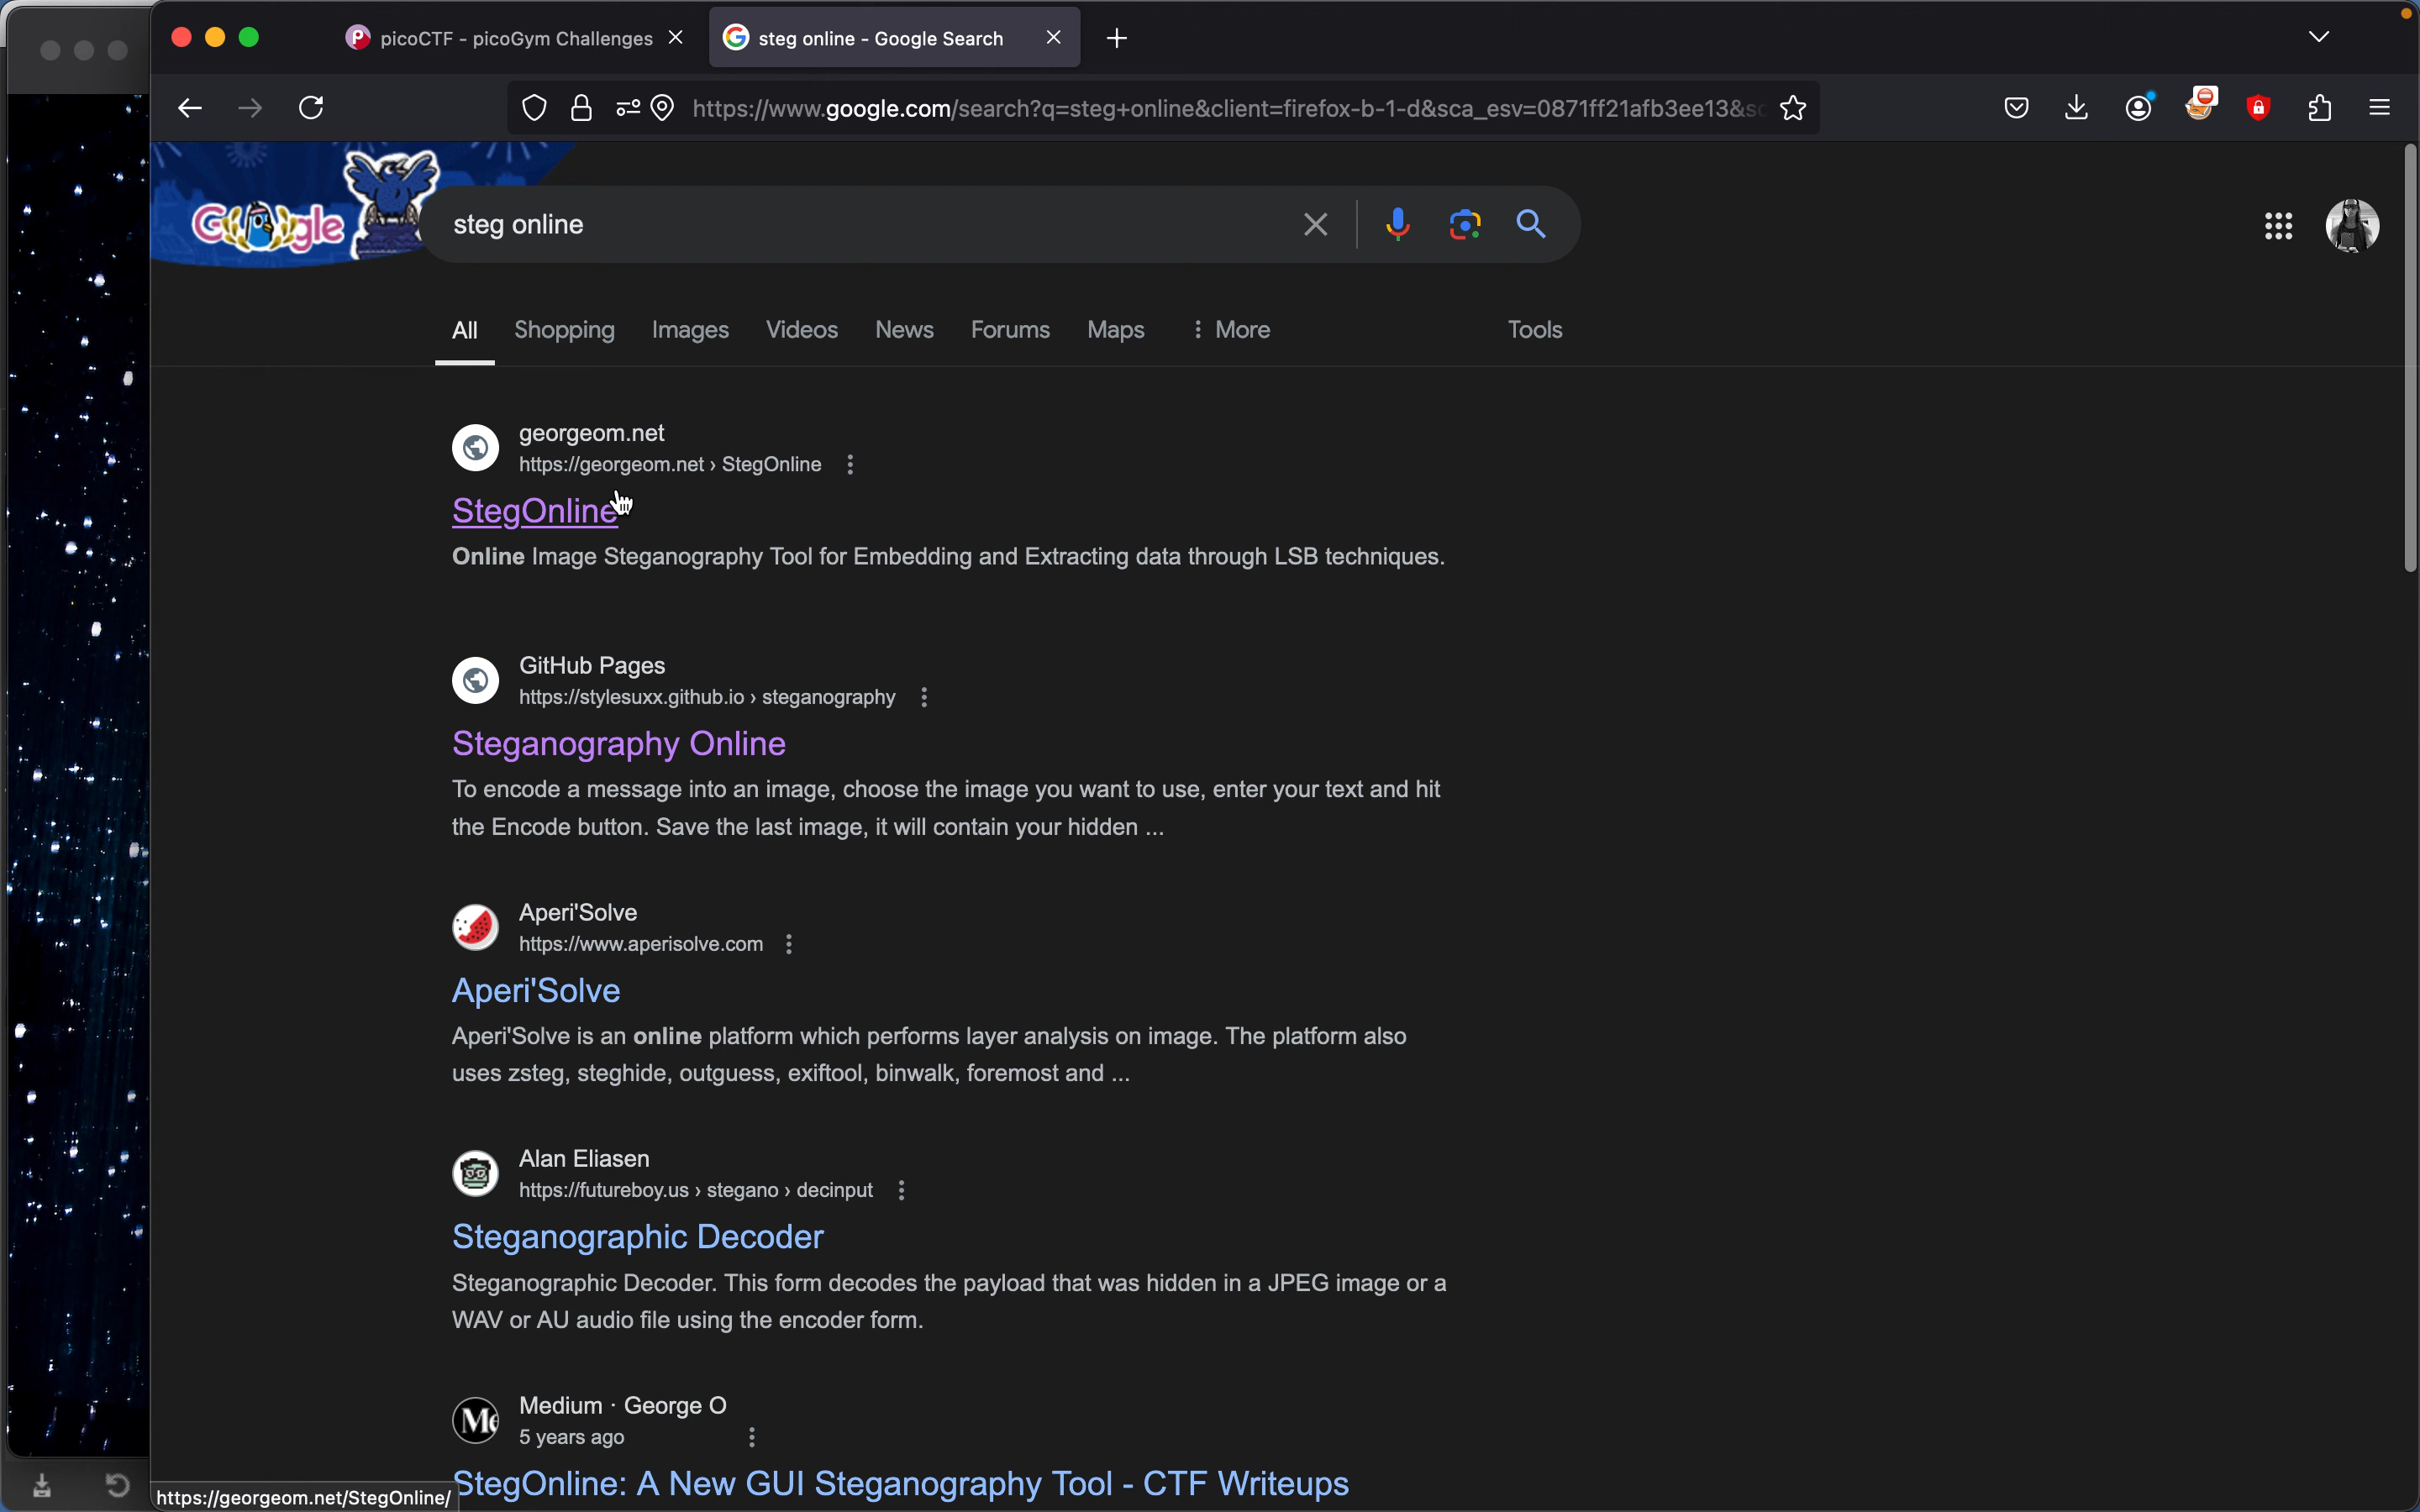 picoCTF - picoGym Challenges
steg online - Google Search
https://www.google.com/search?q=steg+online&client=firefox-b-1-d&sca_esv=0871ff21afb3ee13&sc
Google
steg online
All Shopping Images Videos News Forums Maps More Tools
georgeom.net
https://georgeom.net › StegOnline
StegOnline
Online Image Steganography Tool for Embedding and Extracting data through LSB techniques.
GitHub Pages
https://stylesuxx.github.io › steganography
Steganography Online
To encode a message into an image, choose the image you want to use, enter your text and hit
the Encode button. Save the last image, it will contain your hidden ...
Aperi'Solve
https://www.aperisolve.com
Aperi'Solve
Aperi'Solve is an online platform which performs layer analysis on image. The platform also
uses zsteg, steghide, outguess, exiftool, binwalk, foremost and ...
Alan Eliasen
https://futureboy.us › stegano › decinput
Steganographic Decoder
Steganographic Decoder. This form decodes the payload that was hidden in a JPEG image or a
WAV or AU audio file using the encoder form.
Medium · George O
5 years ago
StegOnline: A New GUI Steganography Tool - CTF Writeups
https://georgeom.net/StegOnline/